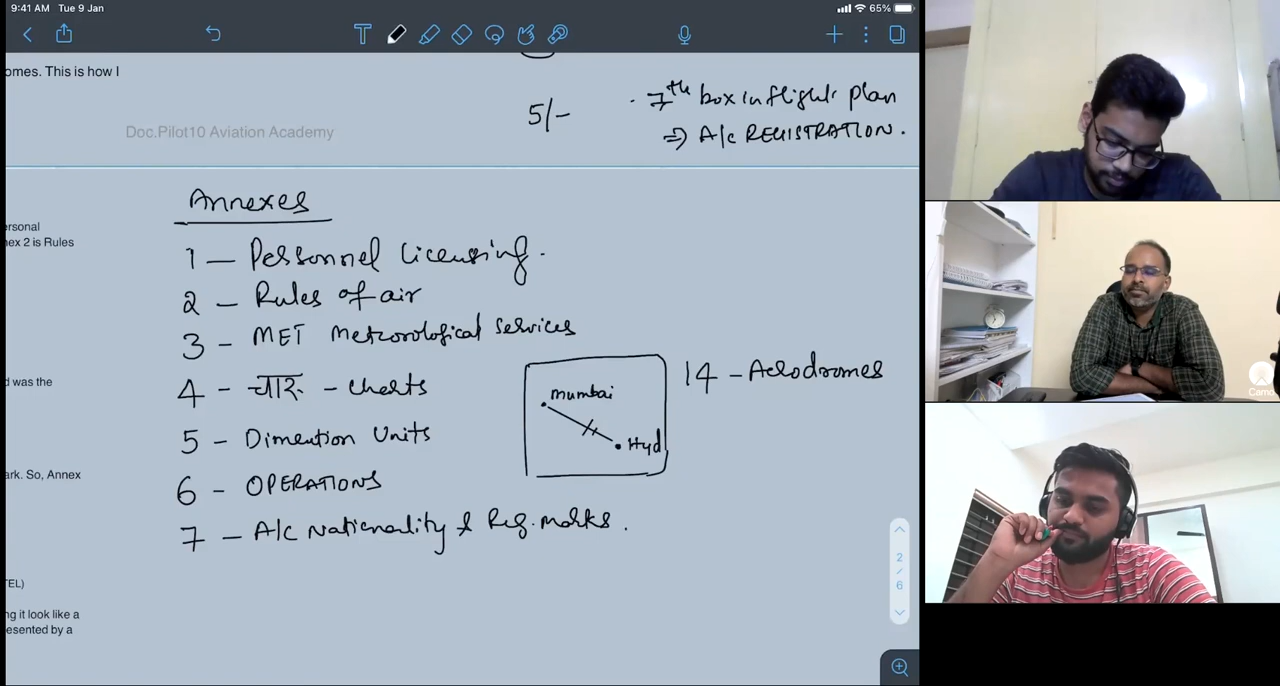 9:41 AM Tue 9 Jan
65%
omes. This is how I
5/-
· 7th box in flight plan
⇒ A/c REGISTRATION.
Doc.Pilot10 Aviation Academy
Annexes
ersonal
nex 2 is Rules
1 — Personnel licensing.
2 — Rules of air
3 - MET Meteorological services
d was the
4 - चार - charts
14 - Aerodromes
mumbai
Hyd
5 - Dimention Units
ark. So, Annex
6 - OPERATIONS
7 — A/c Nationality & Reg. marks.
2
/
6
TEL)
ng it look like a
esented by a